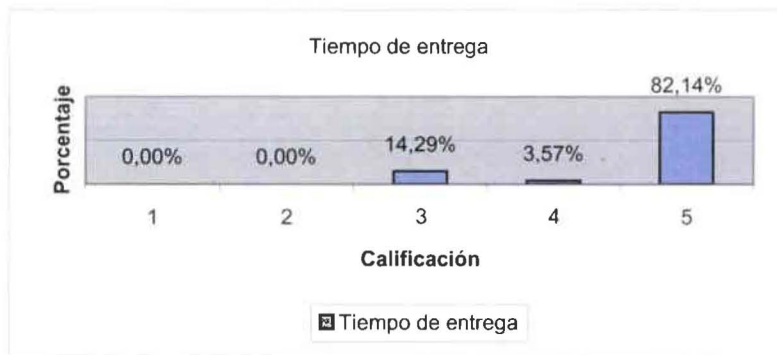 Tiempo de entrega
Porcentaje
82,14%
0,00% 0,00% 14,29% 3,57%
1 2 3 4 5
Calificación
Tiempo de entrega